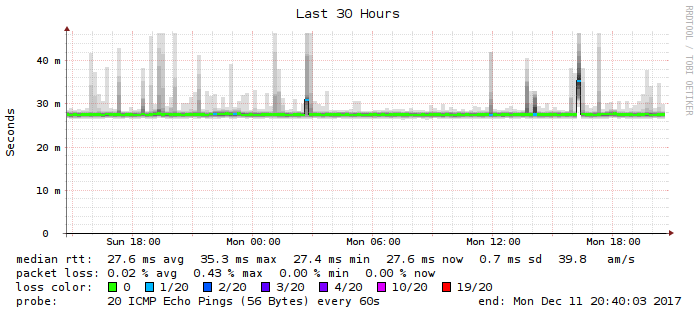 Last 30 Hours
RRDTOOL / TOBI OETIKER
Seconds
40 m
30 m
20 m
10 m
0
Sun 18:00 Mon 00:00 Mon 06:00 Mon 12:00 Mon 18:00
median rtt: 27.6 ms avg 35.3 ms max 27.4 ms min 27.6 ms now 0.7 ms sd 39.8 am/s
packet loss: 0.02 % avg 0.43 % max 0.00 % min 0.00 % now
loss color: 0 1/20 2/20 3/20 4/20 10/20 19/20
probe: 20 ICMP Echo Pings (56 Bytes) every 60s end: Mon Dec 11 20:40:03 2017